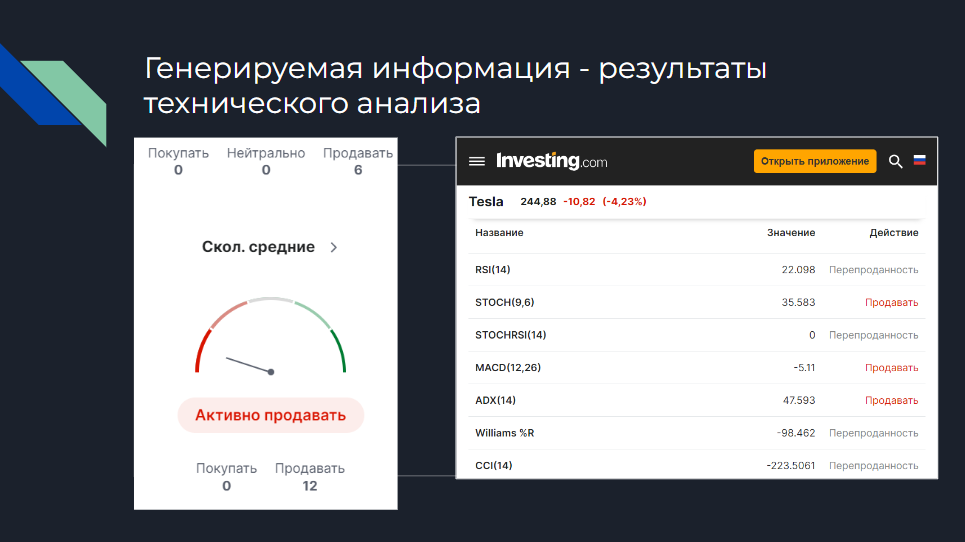 Генерируемая информация - результаты
технического анализа
Покупать Нейтрально Продавать
0 0 6
Скол. средние
Активно продавать
Покупать Продавать
0 12
Investing.com Открыть приложение
Tesla 244,88 -10,82 (-4,23%)
Название Значение Действие
RSI(14) 22.098 Перепроданность
STOCH(9,6) 35.583 Продавать
STOCHRSI(14) 0 Перепроданность
MACD(12,26) -5.11 Продавать
ADX(14) 47.593 Продавать
Williams %R -98.462 Перепроданность
CCI(14) -223.5061 Перепроданность